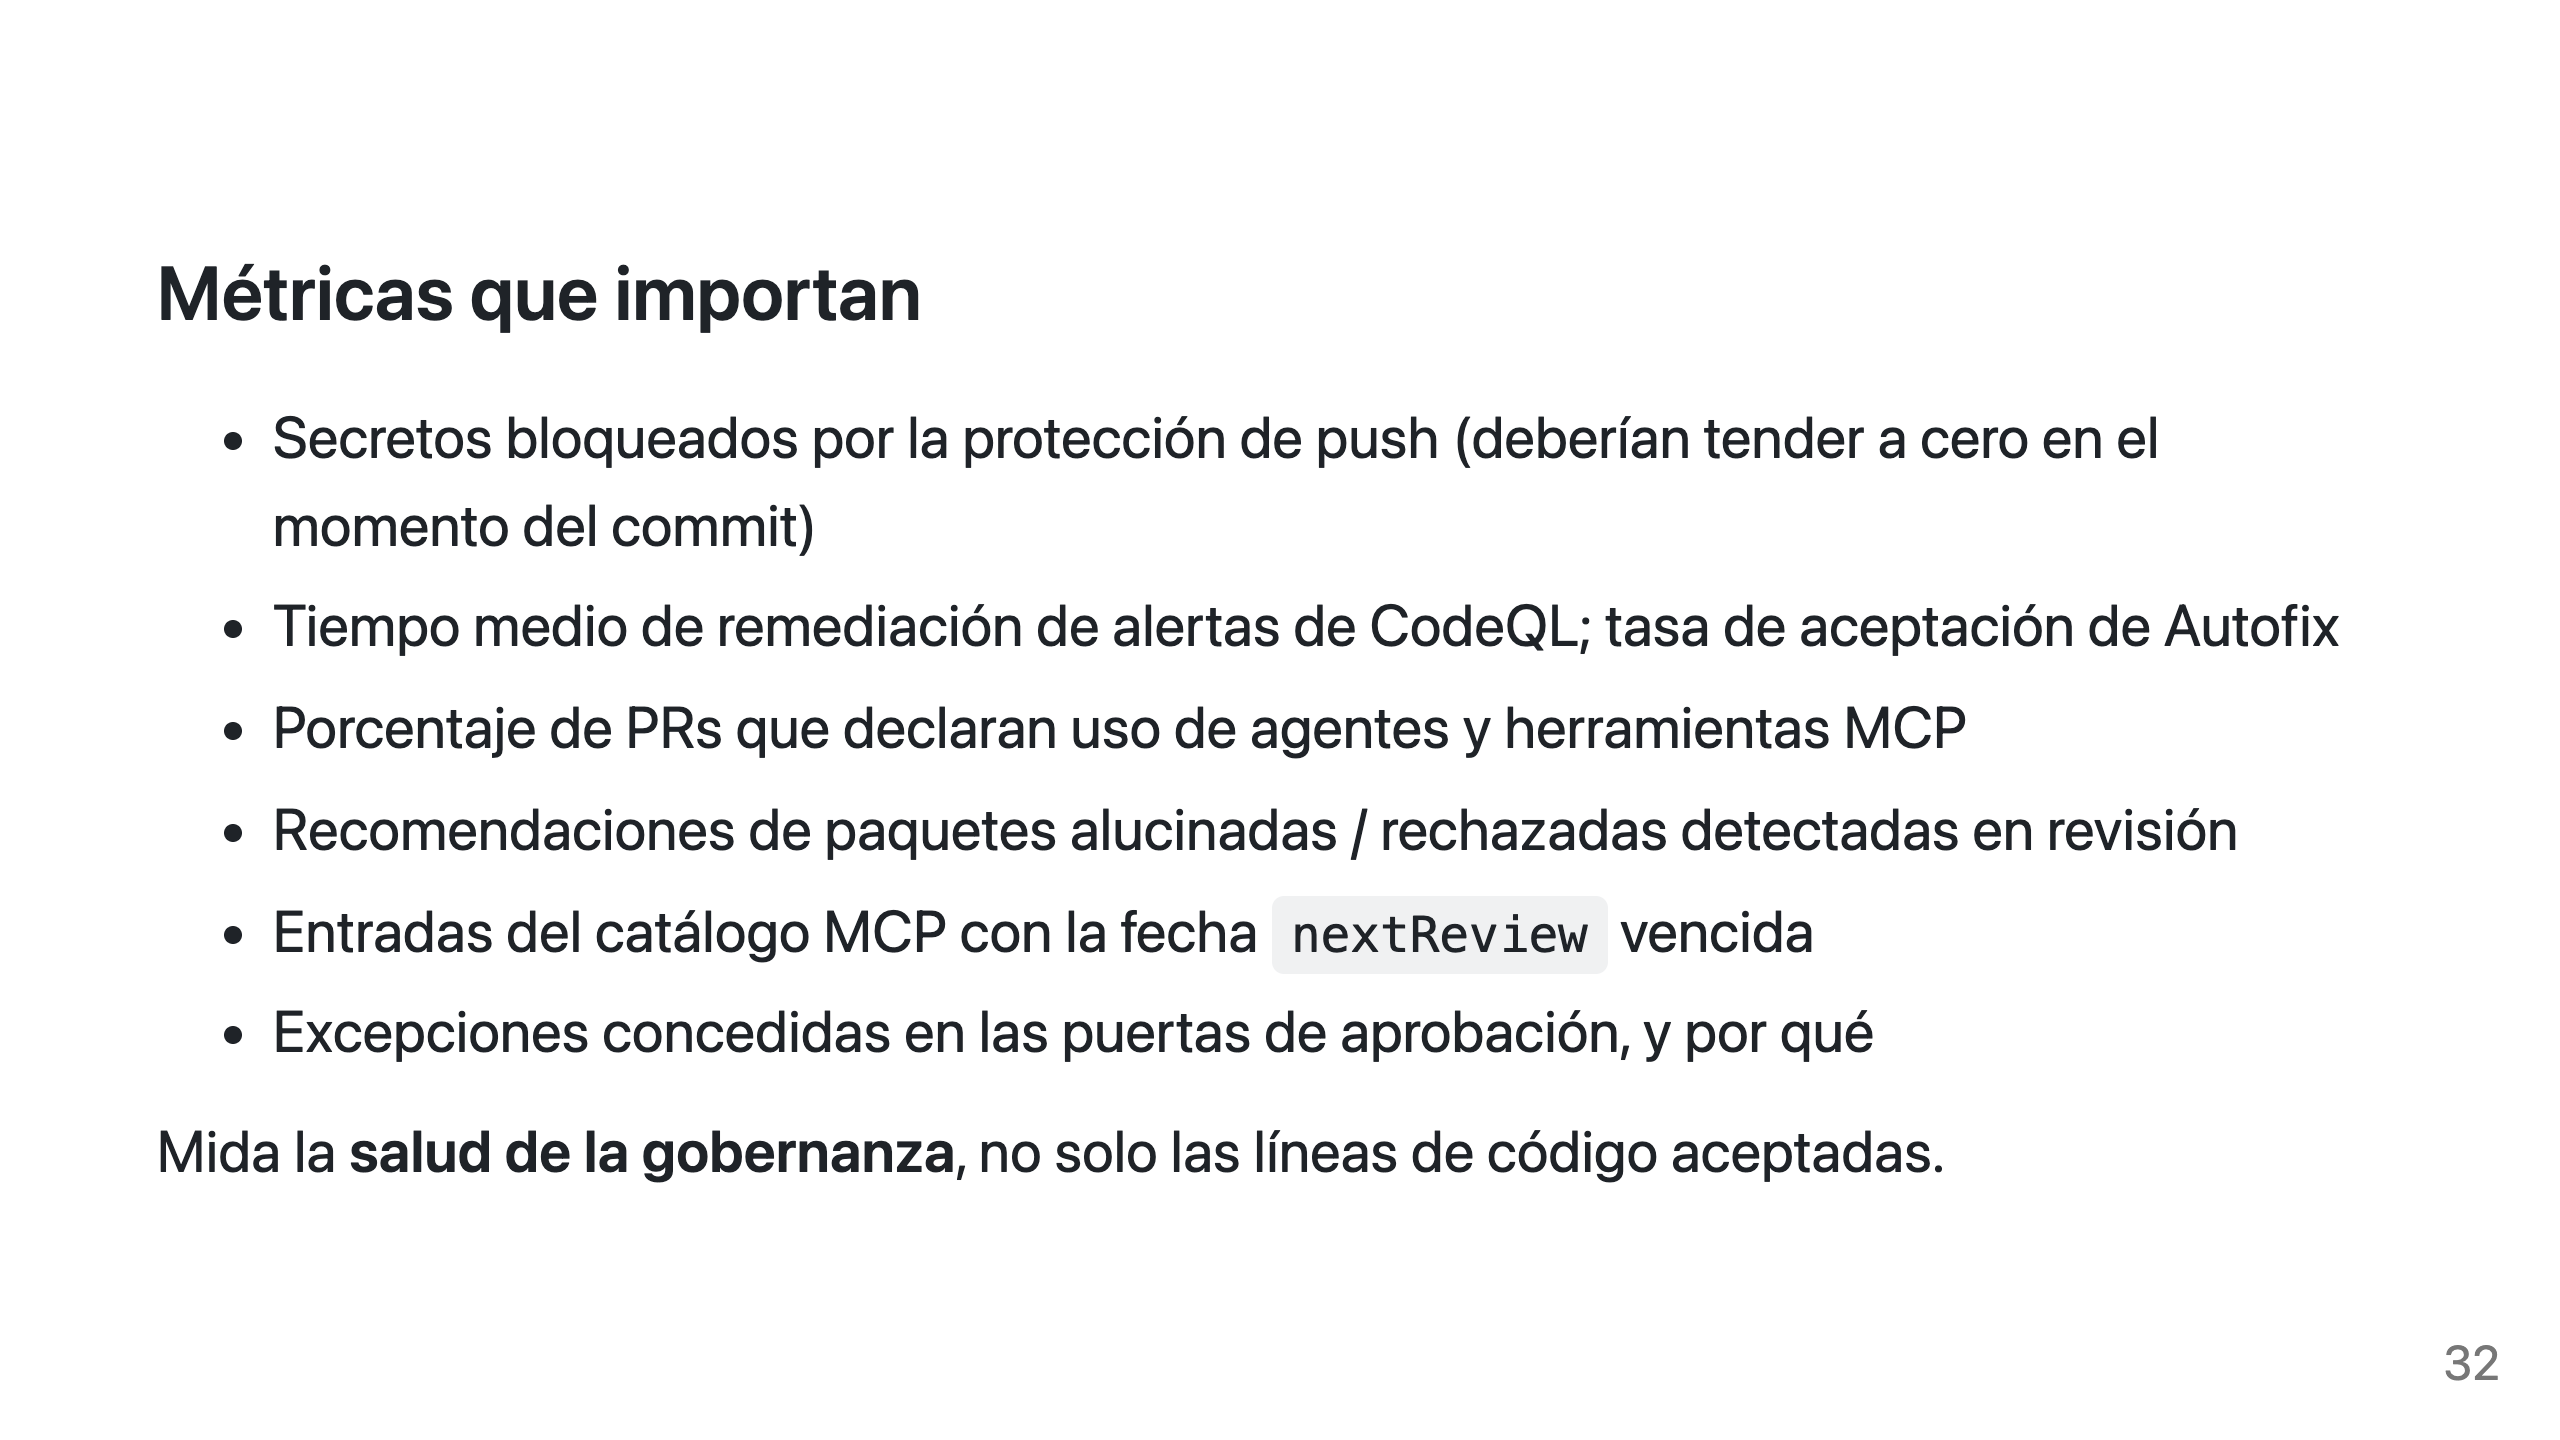 Métricas que importan
• Secretos bloqueados por la protección de push (deberían tender a cero en el
momento del commit)
• Tiempo medio de remediación de alertas de CodeQL; tasa de aceptación de Autofix
• Porcentaje de PRs que declaran uso de agentes y herramientas MCP
• Recomendaciones de paquetes alucinadas / rechazadas detectadas en revisión
• Entradas del catálogo MCP con la fecha nextReview vencida
• Excepciones concedidas en las puertas de aprobación, y por qué
Mida la salud de la gobernanza, no solo las líneas de código aceptadas.
32